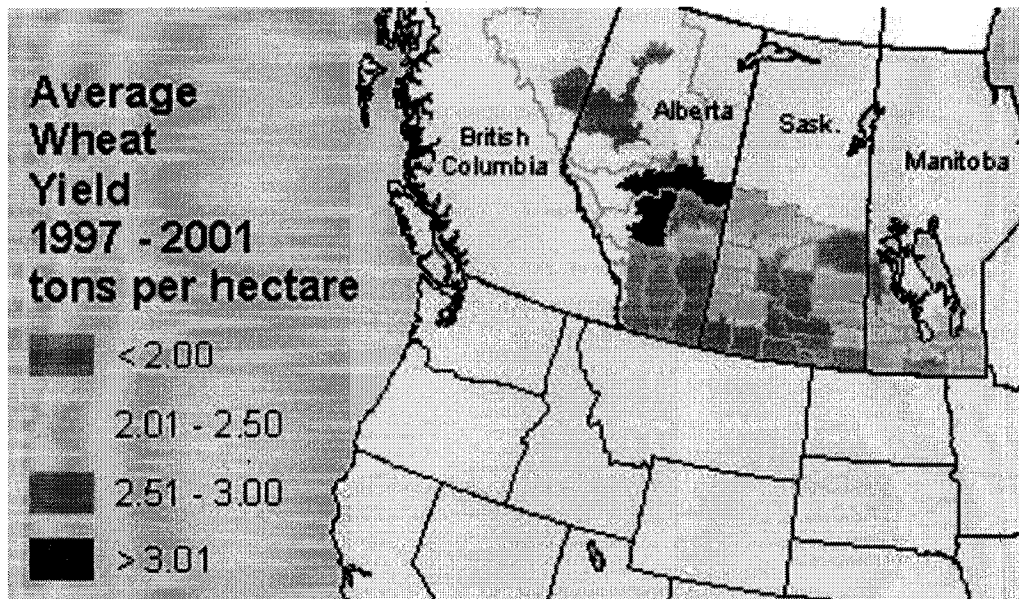 Average
Wheat
Yield
1997 - 2001
tons per hectare
<2.00
2.01 - 2.50
2.51 - 3.00
>3.01
British
Columbia
Alberta
Sask.
Manitoba